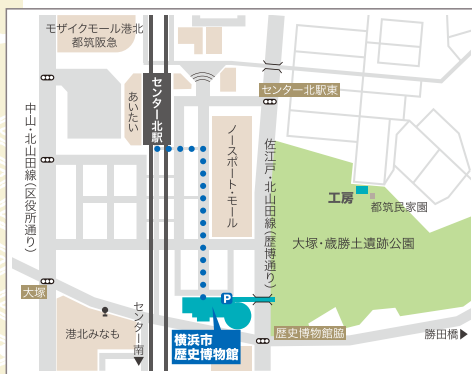 モザイクモール港北
都筑阪急
センター北駅
あいたい
センター北駅東
中山・北山田線(区役所通り)
ノースポート・モール
佐江戸・北山田線(歴博通り)
工房
都筑民家園
大塚・歳勝土遺跡公園
大塚
P
港北みなも
センター南
横浜市
歴史博物館
歴史博物館脇
勝田橋